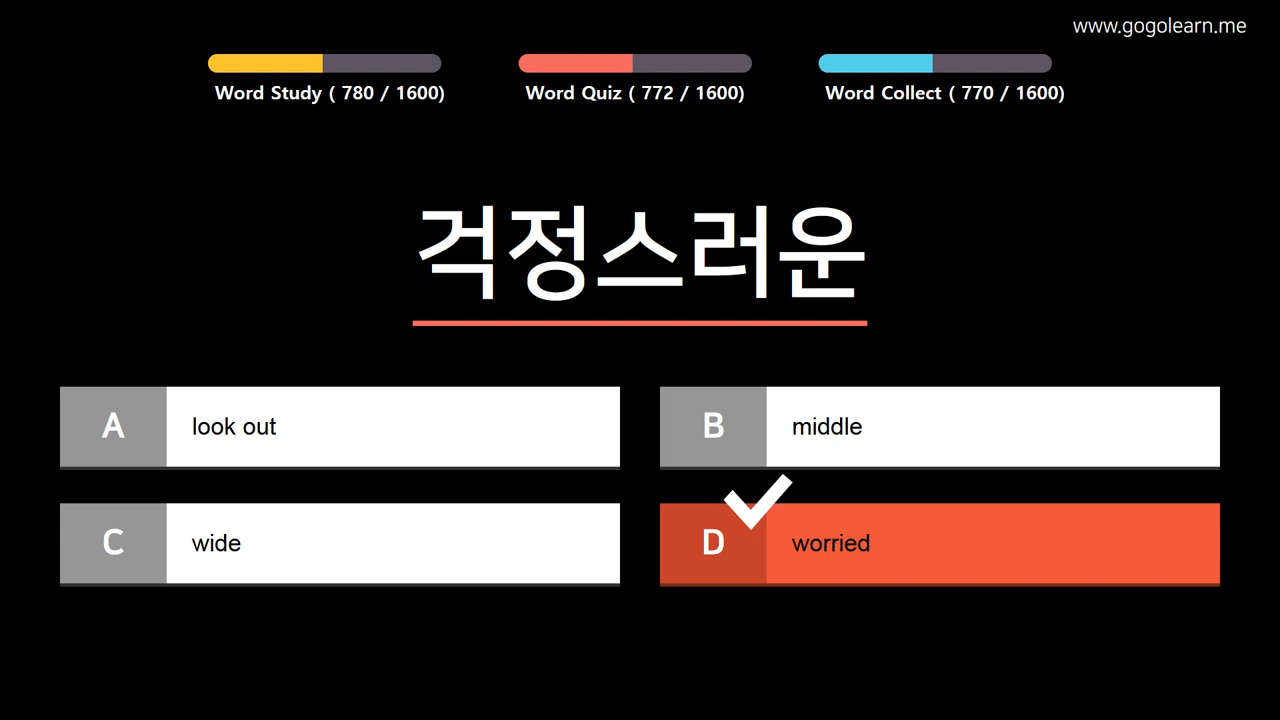 www.gogolearn.me
Word Study ( 780 / 1600)
Word Quiz ( 772 / 1600)
Word Collect ( 770 / 1600)
걱정스러운
A look out
B middle
C wide
D worried